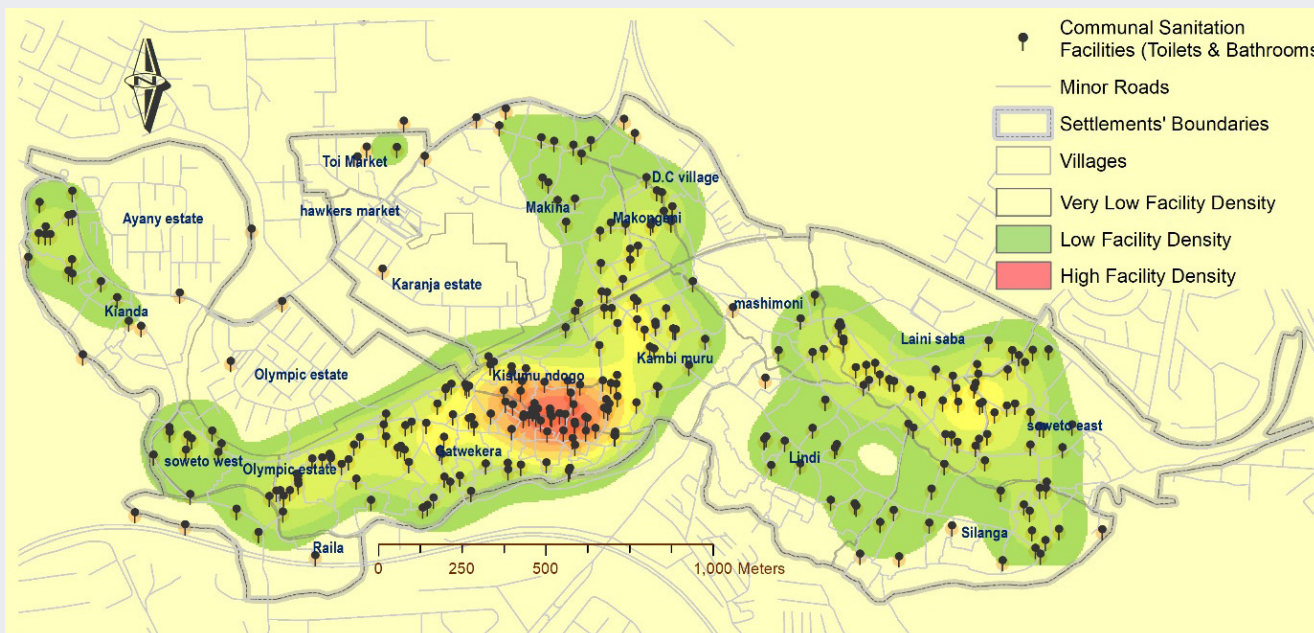 Communal Sanitation
Facilities (Toilets & Bathrooms
Minor Roads
Settlements' Boundaries
Villages
Very Low Facility Density
Low Facility Density
High Facility Density
N
Toi Market
D.C village
Ayany estate
hawkers market
Makina
Makongeni
Karanja estate
Kianda
mashimoni
Laini saba
Kambi muru
Olympic estate
Kisumu ndogo
soweto east
Gatwekera
Lindi
soweto west
Olympic estate
Silanga
Raila
0 250 500 1,000 Meters